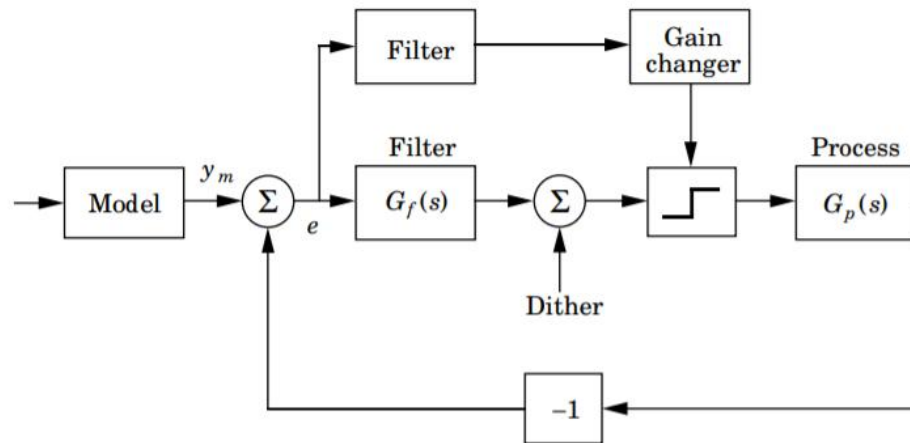 Filter
Gain
changer
Filter
Process
y_m
Model
Σ
e
G_f(s)
Σ
G_p(s)
Dither
−1